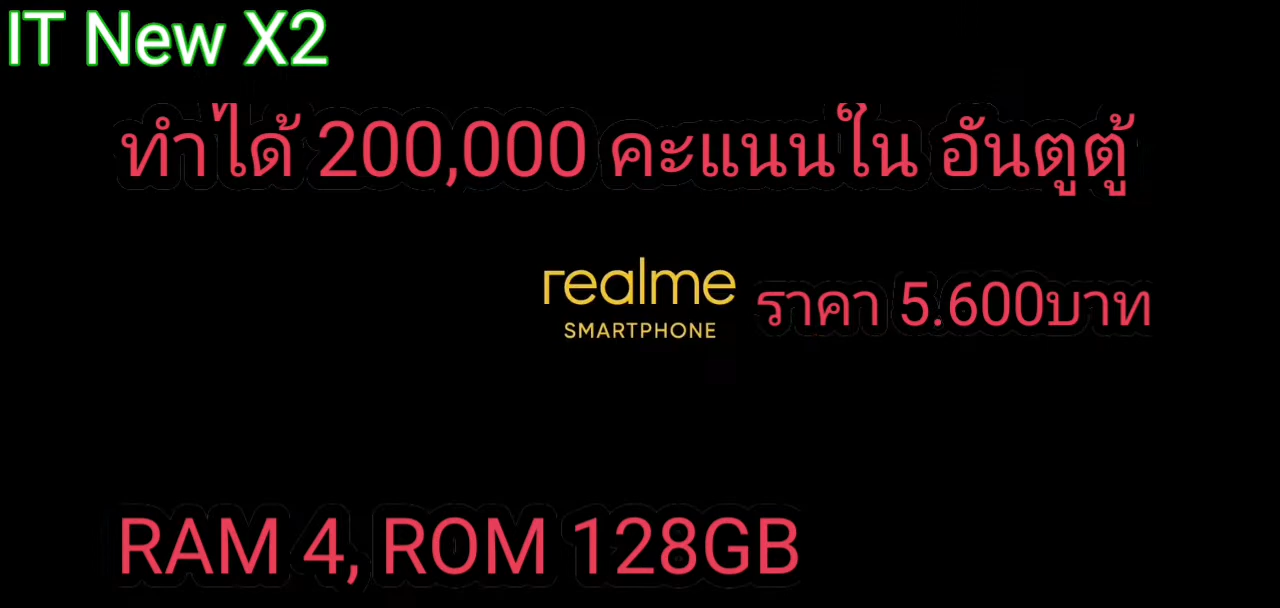 IT New X2
ทำได้ 200,000 คะแนนใน อันตูตู้
realme ราคา 5.600บาท
SMARTPHONE
RAM 4, ROM 128GB